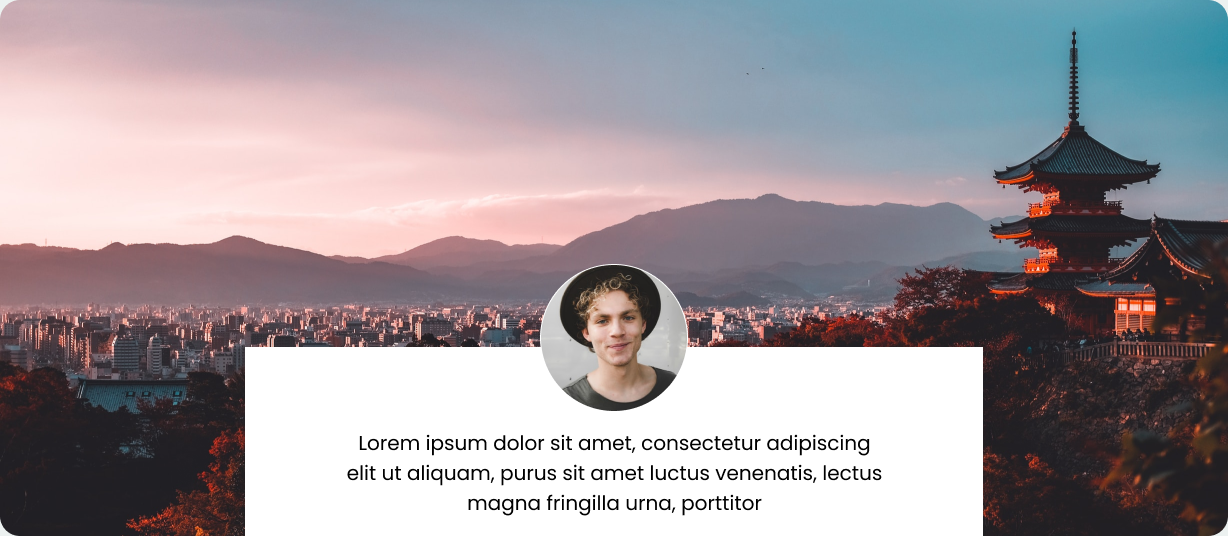 Lorem ipsum dolor sit amet, consectetur adipiscing
elit ut aliquam, purus sit amet luctus venenatis, lectus
magna fringilla urna, porttitor